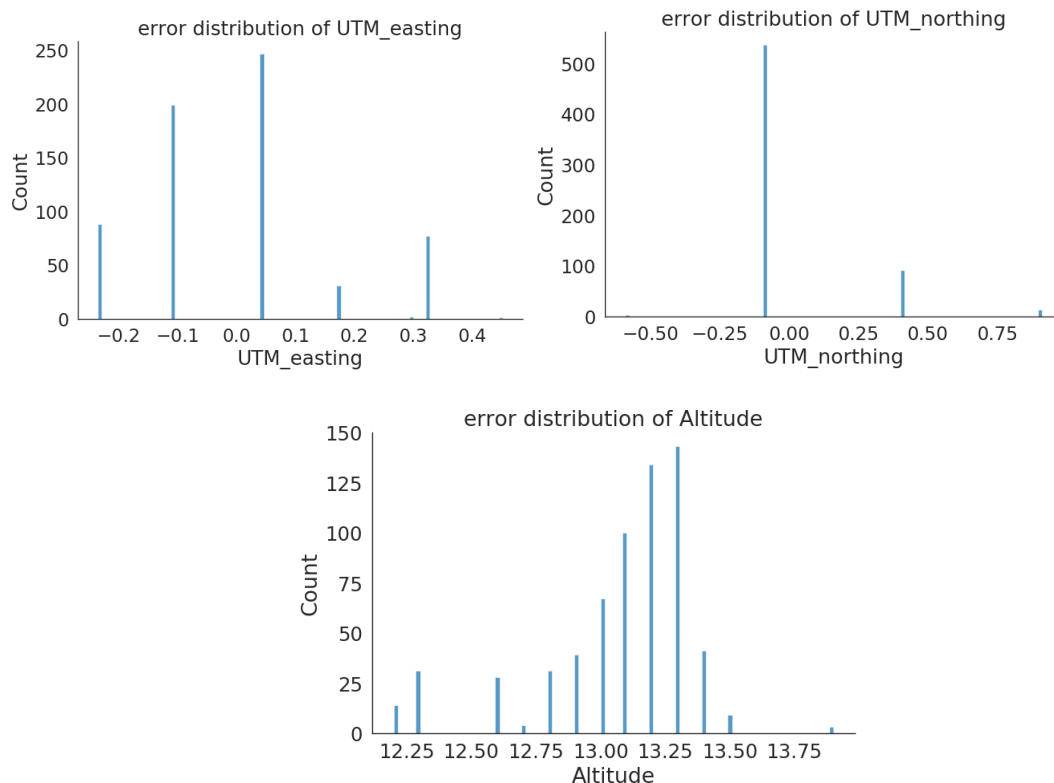 error distribution of UTM_easting
250
200
150
100
50
0
Count
−0.2 −0.1 0.0 0.1 0.2 0.3 0.4
UTM_easting
error distribution of UTM_northing
500
400
300
200
100
0
Count
−0.50 −0.25 0.00 0.25 0.50 0.75
UTM_northing
error distribution of Altitude
150
125
100
75
50
25
0
Count
12.25 12.50 12.75 13.00 13.25 13.50 13.75
Altitude